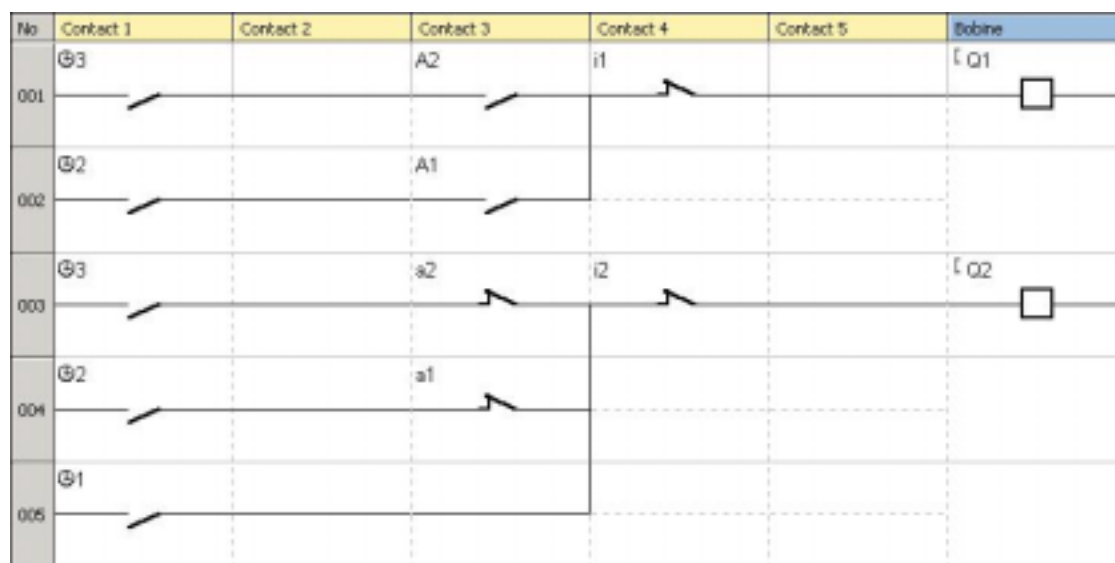 No Contact 1 Contact 2 Contact 3 Contact 4 Contact 5 Bobine
3 A2 i1 [ Q1
001
2 A1
002
3 a2 i2 [ Q2
003
2 a1
004
1
005